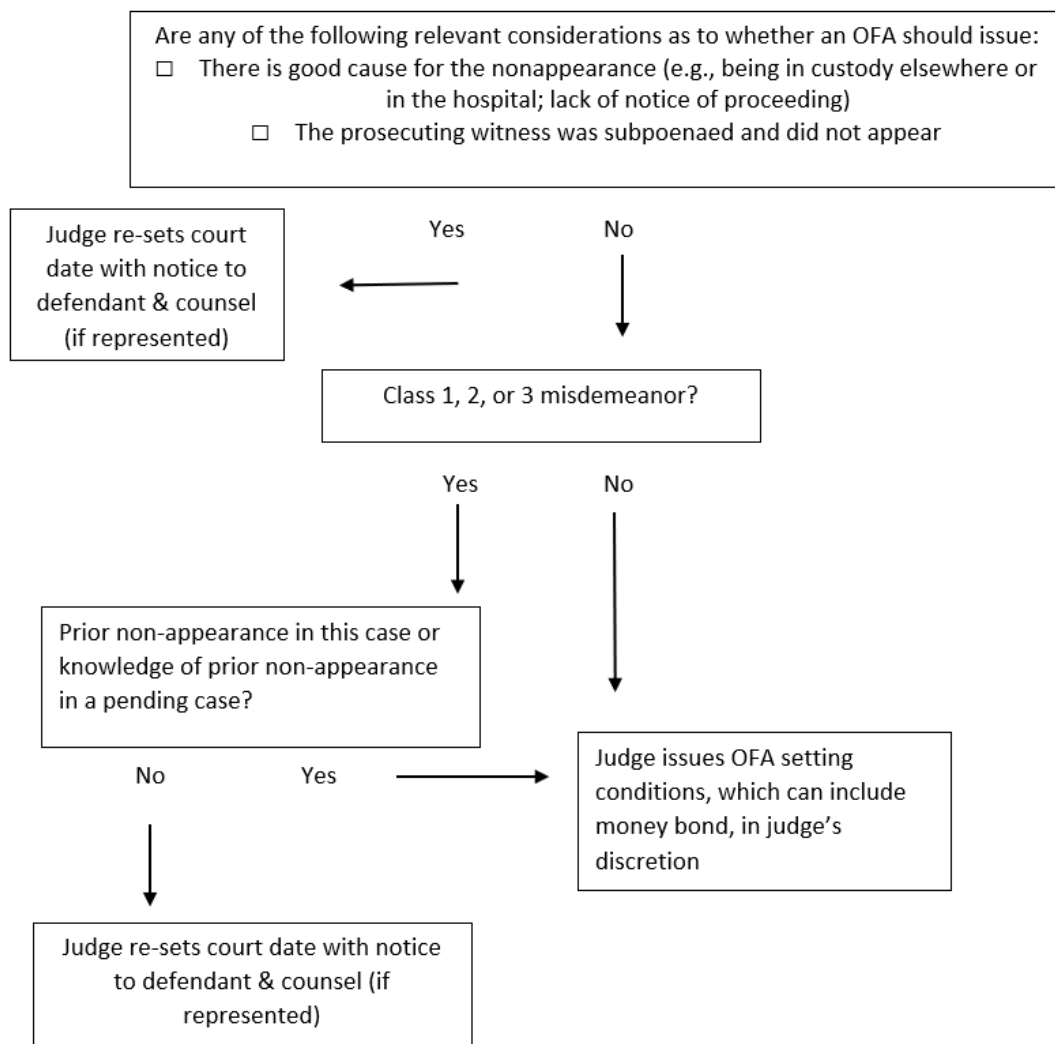 Are any of the following relevant considerations as to whether an OFA should issue:
☐ There is good cause for the nonappearance (e.g., being in custody elsewhere or
in the hospital; lack of notice of proceeding)
☐ The prosecuting witness was subpoenaed and did not appear
Yes
No
Judge re-sets court
date with notice to
defendant & counsel
(if represented)
Class 1, 2, or 3 misdemeanor?
Yes
No
Prior non-appearance in this case or
knowledge of prior non-appearance
in a pending case?
No
Yes
Judge issues OFA setting
conditions, which can include
money bond, in judge’s
discretion
Judge re-sets court date with notice
to defendant & counsel (if
represented)